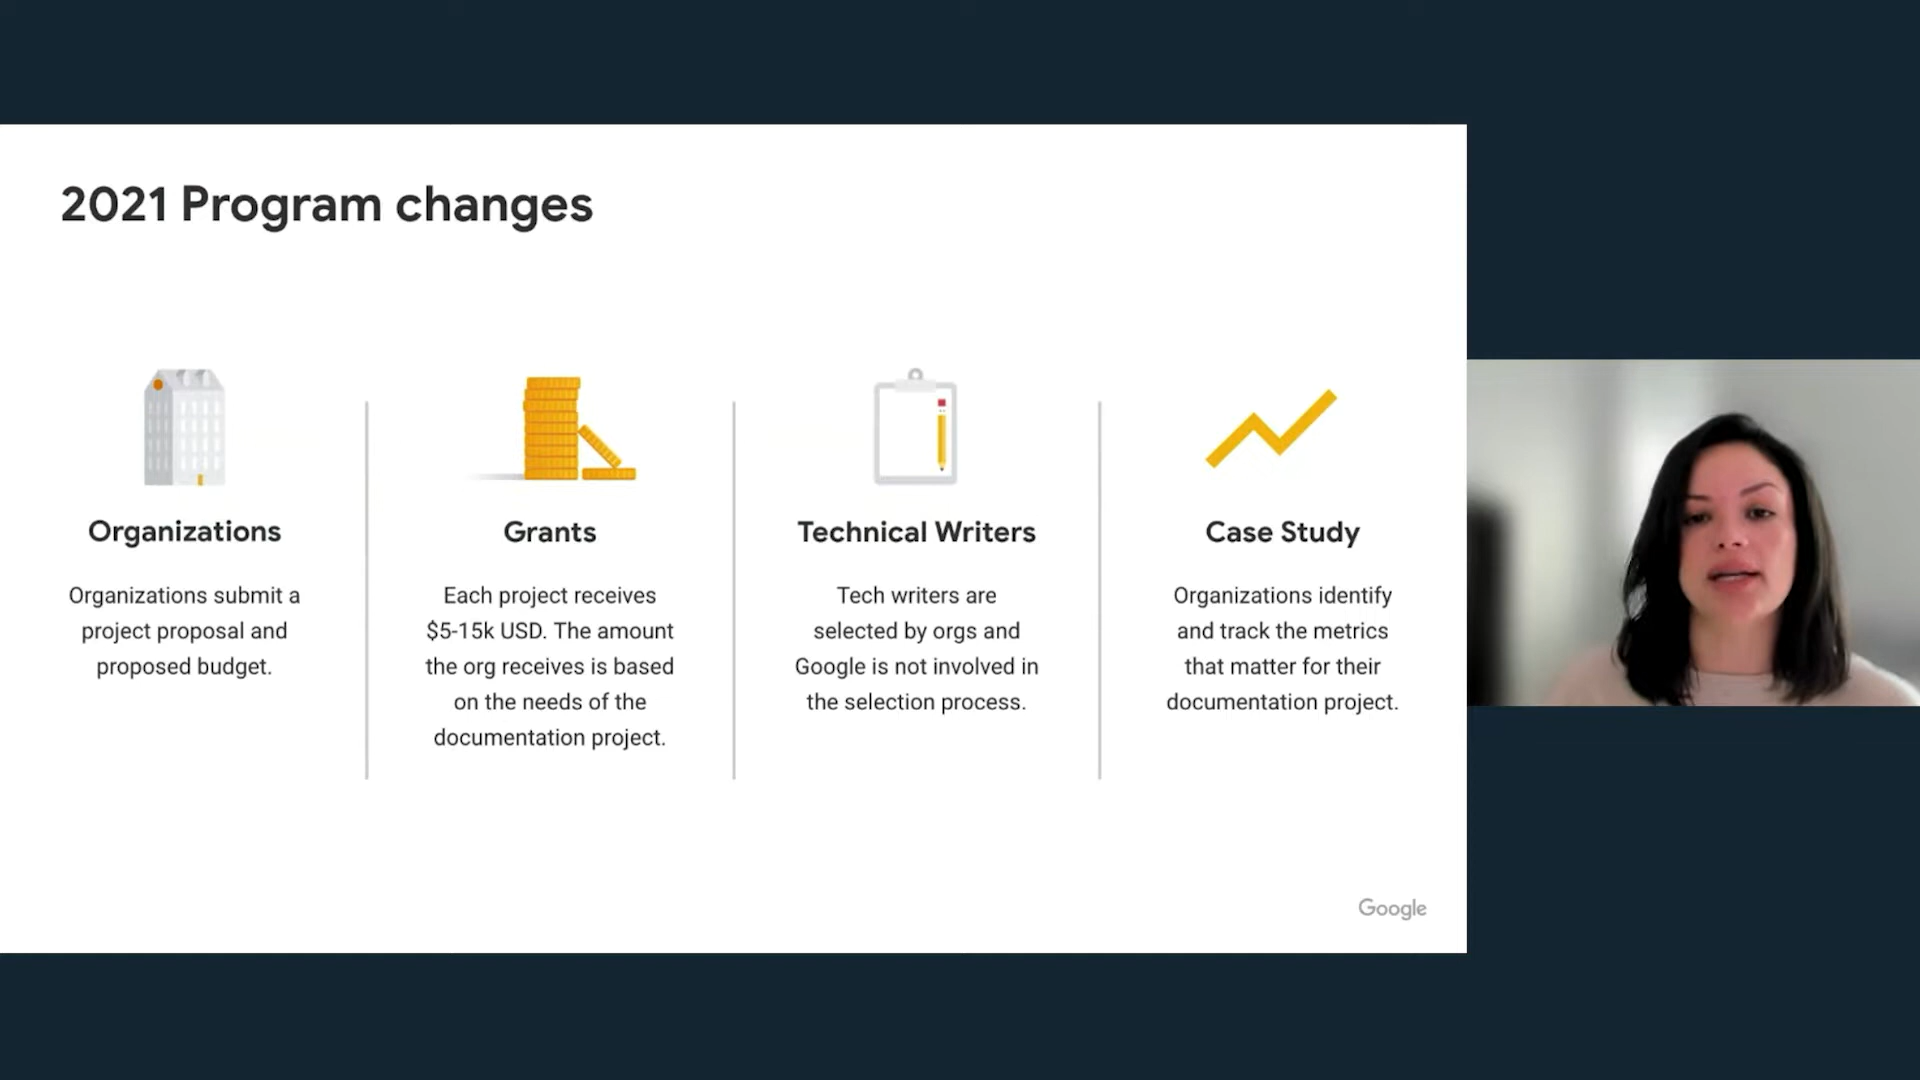 2021 Program changes
Organizations
Organizations submit a
project proposal and
proposed budget.
Grants
Each project receives
$5-15k USD. The amount
the org receives is based
on the needs of the
documentation project.
Technical Writers
Tech writers are
selected by orgs and
Google is not involved in
the selection process.
Case Study
Organizations identify
and track the metrics
that matter for their
documentation project.
Google